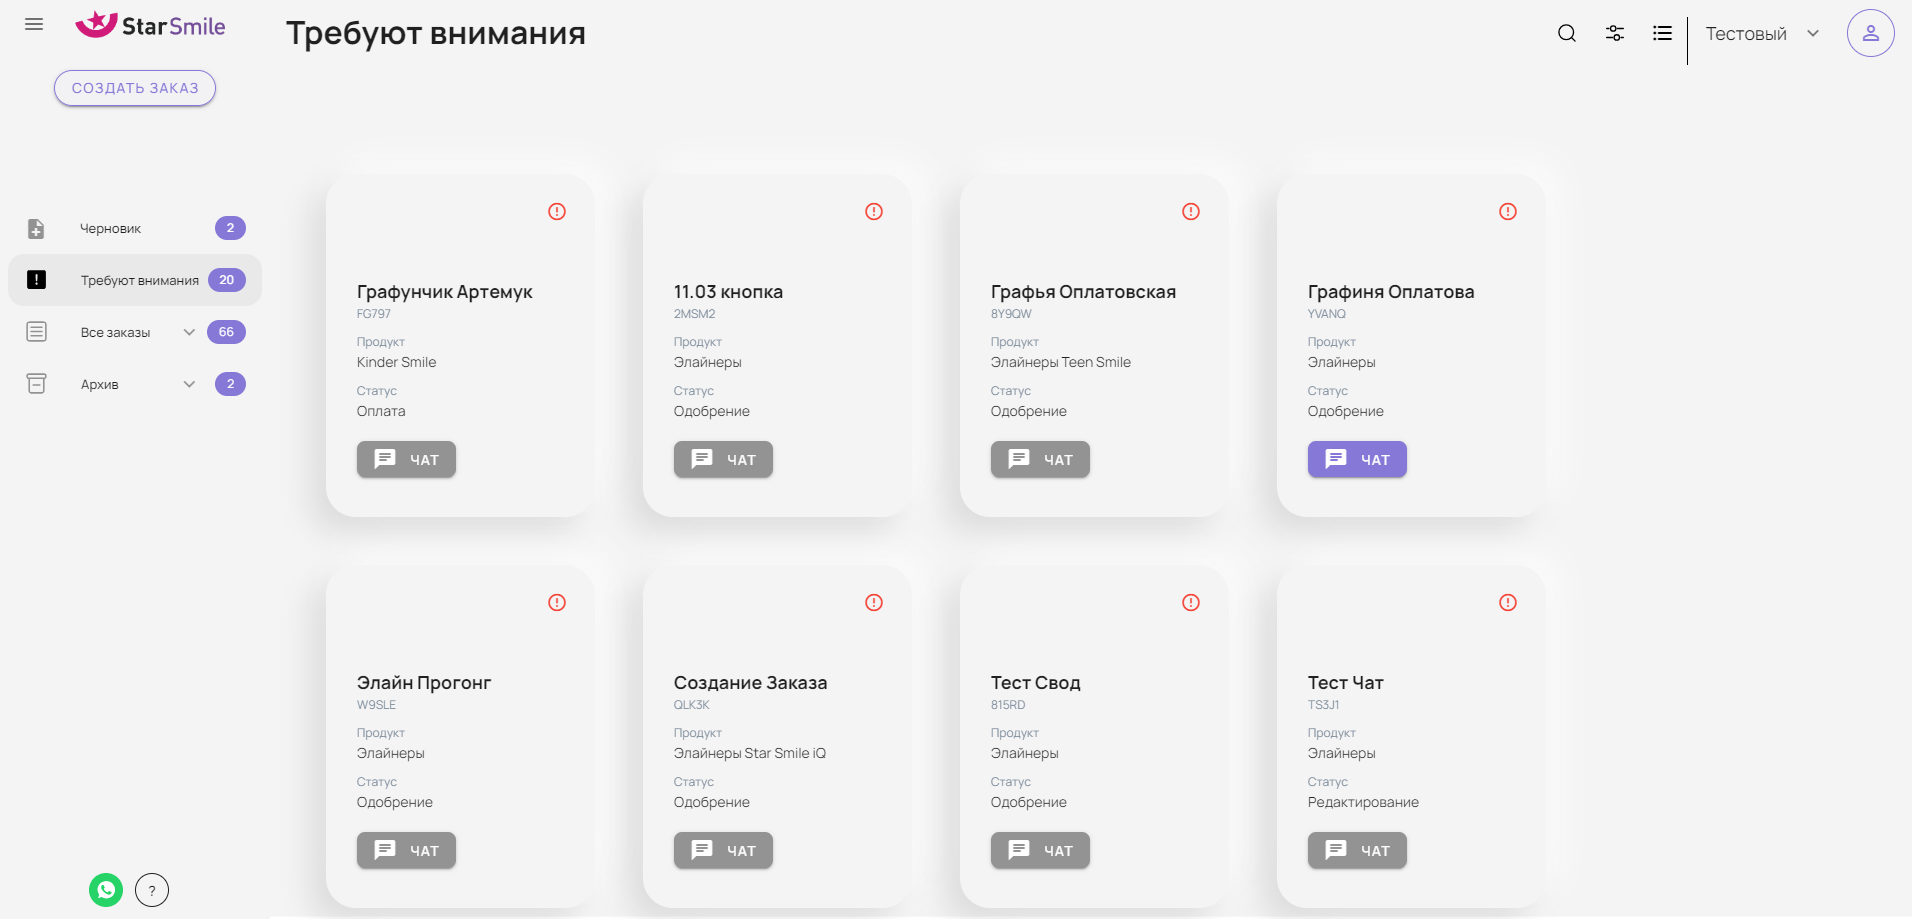 StarSmile
Требуют внимания
Тестовый
СОЗДАТЬ ЗАКАЗ
Черновик 2
Требуют внимания 20
Все заказы 66
Архив 2
Графунчик Артемук
FG797
Продукт
Kinder Smile
Статус
Оплата
ЧАТ
11.03 кнопка
2MSM2
Продукт
Элайнеры
Статус
Одобрение
ЧАТ
Графья Оплатовская
8Y9QW
Продукт
Элайнеры Teen Smile
Статус
Одобрение
ЧАТ
Графиня Оплатова
YVANQ
Продукт
Элайнеры
Статус
Одобрение
ЧАТ
Элайн Прогонг
W9SLE
Продукт
Элайнеры
Статус
Одобрение
ЧАТ
Создание Заказа
QLK3K
Продукт
Элайнеры Star Smile iQ
Статус
Одобрение
ЧАТ
Тест Свод
815RD
Продукт
Элайнеры
Статус
Одобрение
ЧАТ
Тест Чат
TS3J1
Продукт
Элайнеры
Статус
Редактирование
ЧАТ
?